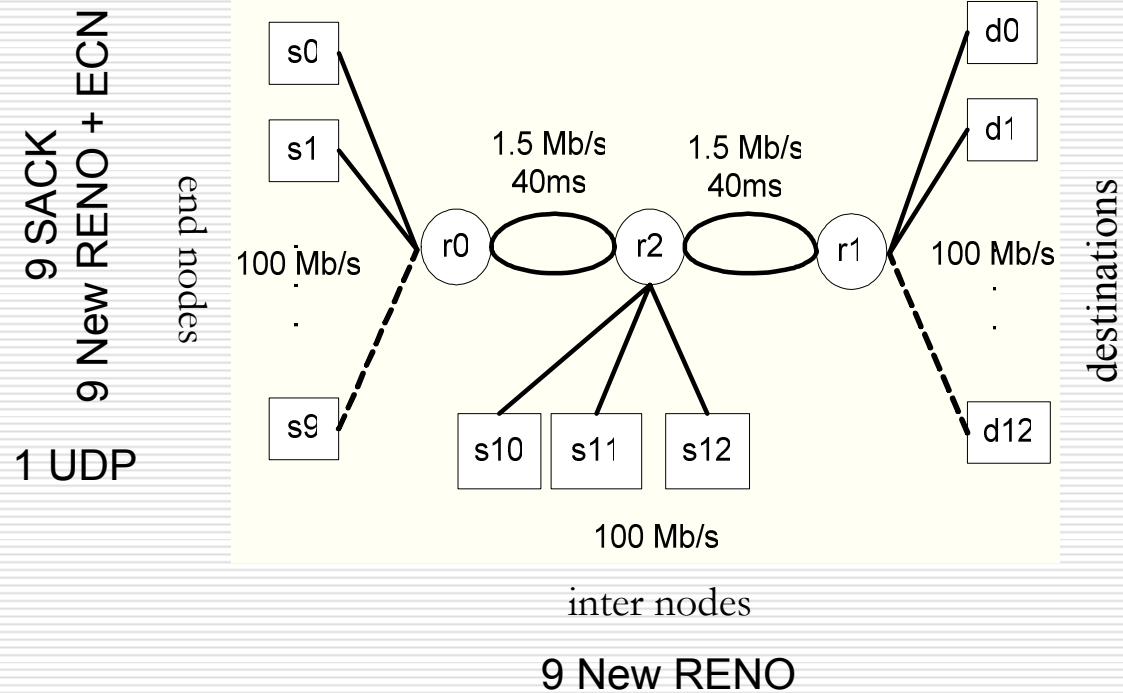 9 SACK
9 New RENO + ECN
end nodes
1 UDP
s0
s1
100 Mb/s
s9
r0
1.5 Mb/s
40ms
r2
1.5 Mb/s
40ms
r1
s10
s11
s12
100 Mb/s
d0
d1
100 Mb/s
d12
destinations
inter nodes
9 New RENO